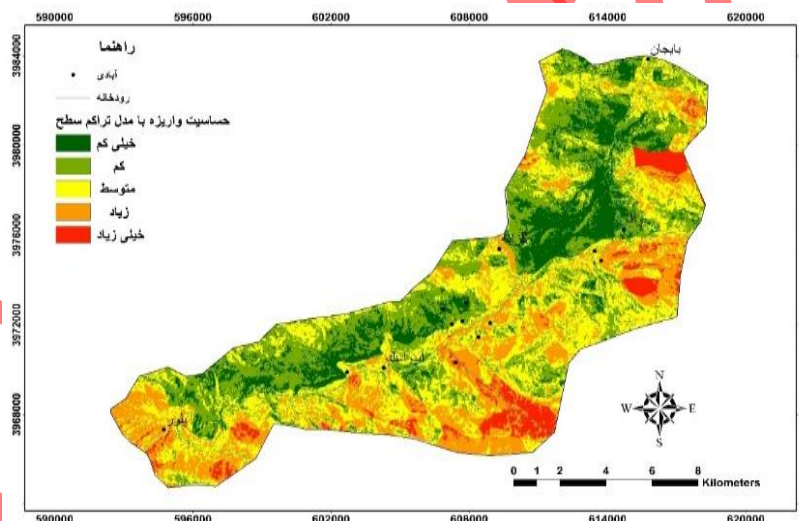 590000 596000 602000 608000 614000 620000
3984000
3980000
3976000
3972000
3968000
راهنما
آبادی
رودخانه
حساسیت واریزه با مدل تراکم سطح
خیلی کم
کم
متوسط
زیاد
خیلی زیاد
بایجان
پلور
N
W E
S
0 1 2 4 6 8
Kilometers
590000 596000 602000 608000 614000 620000